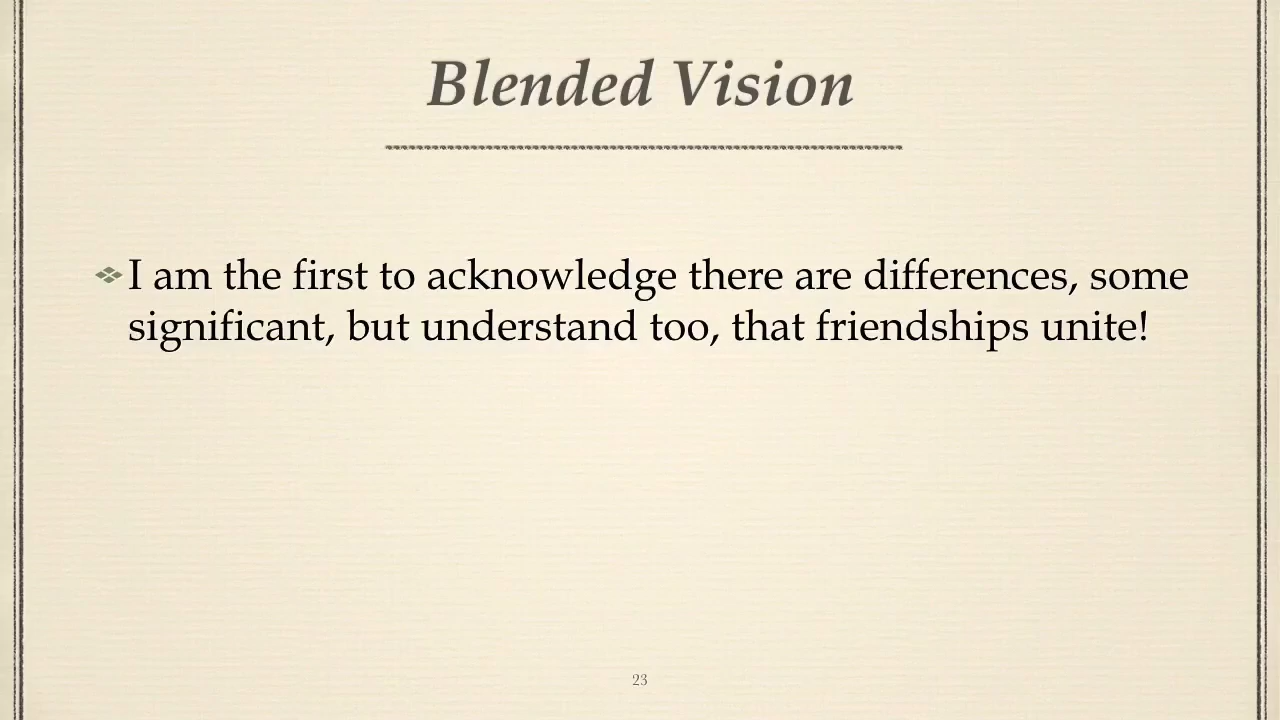 Blended Vision
I am the first to acknowledge there are differences, some
significant, but understand too, that friendships unite!
23